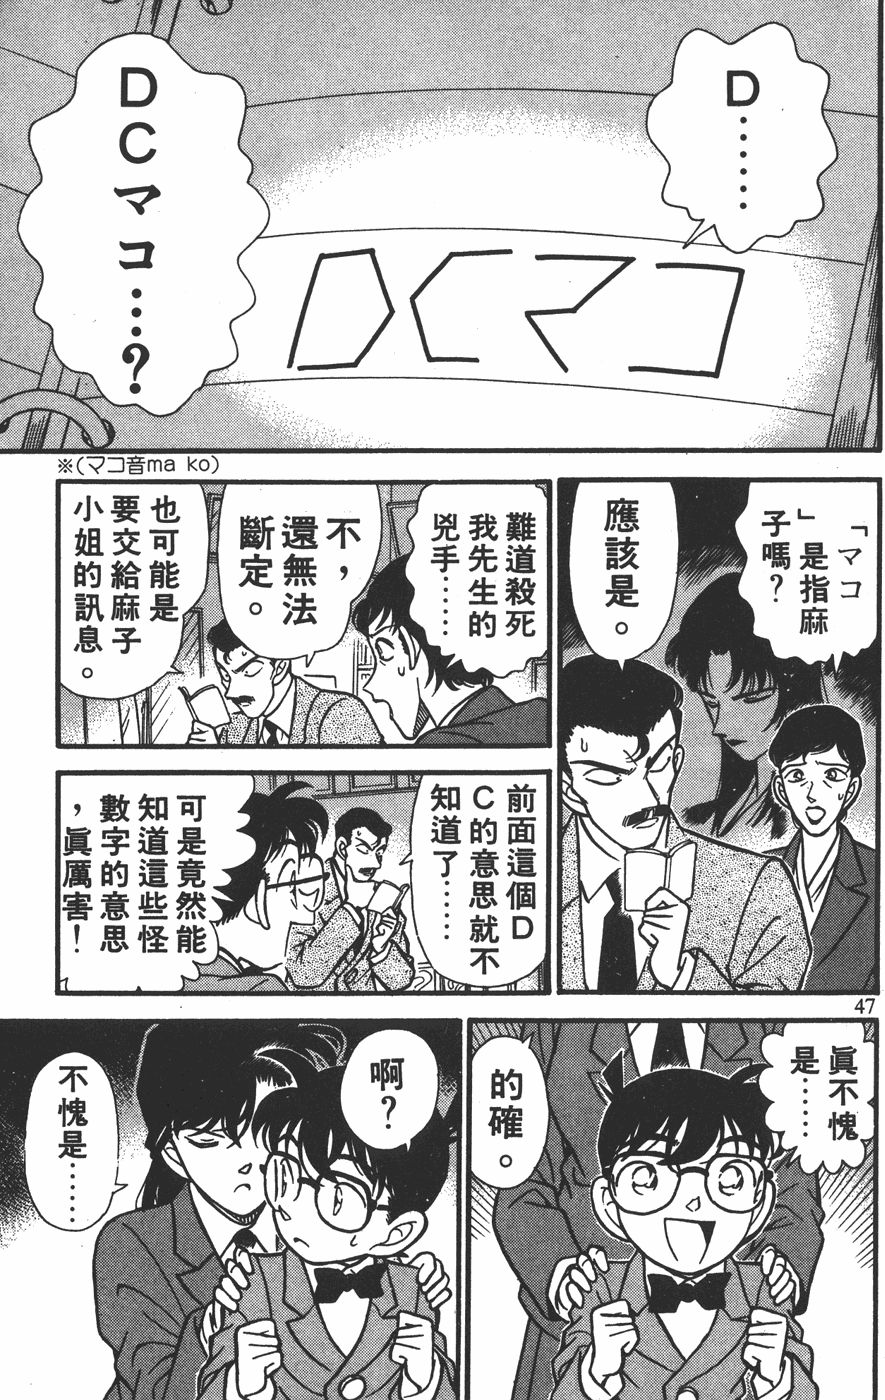 D……
DCマコ……?
DCマコ
※(マコ音ma ko)
「マコ
」是指麻
子嗎?
應該是。
難道殺死
我先生的
兇手……
不,
還無法
斷定。
也可能是
要交給麻子
小姐的訊息。
前面這個D
C的意思就不
知道了……
可是竟然能
知道這些怪
數字的意思
,眞厲害!
47
眞不愧
是……
的確。
啊?
不愧是……